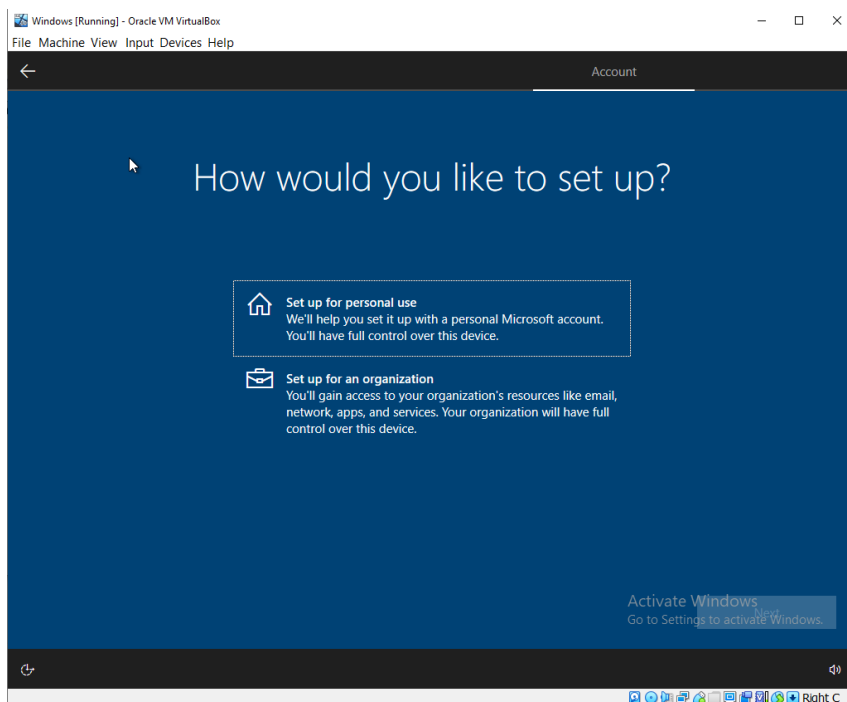 Windows [Running] - Oracle VM VirtualBox
File Machine View Input Devices Help
Account
How would you like to set up?
Set up for personal use
We'll help you set it up with a personal Microsoft account.
You'll have full control over this device.
Set up for an organization
You'll gain access to your organization's resources like email,
network, apps, and services. Your organization will have full
control over this device.
Activate Windows
Next
Go to Settings to activate Windows.
Right C